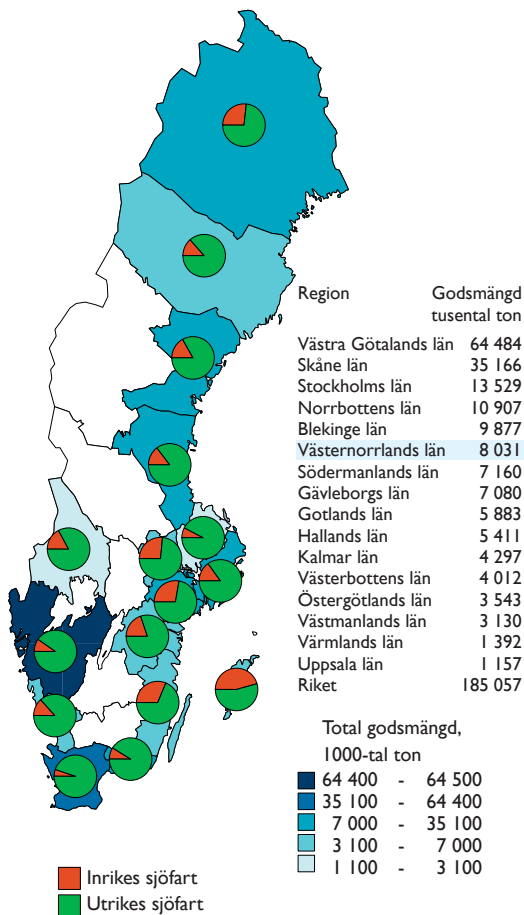 Region Godsmängd
tusental ton
Västra Götalands län 64 484
Skåne län 35 166
Stockholms län 13 529
Norrbottens län 10 907
Blekinge län 9 877
Västernorrlands län 8 031
Södermanlands län 7 160
Gävleborgs län 7 080
Gotlands län 5 883
Hallands län 5 411
Kalmar län 4 297
Västerbottens län 4 012
Östergötlands län 3 543
Västmanlands län 3 130
Värmlands län 1 392
Uppsala län 1 157
Riket 185 057
Total godsmängd,
1000-tal ton
64 400 - 64 500
35 100 - 64 400
7 000 - 35 100
3 100 - 7 000
1 100 - 3 100
Inrikes sjöfart
Utrikes sjöfart